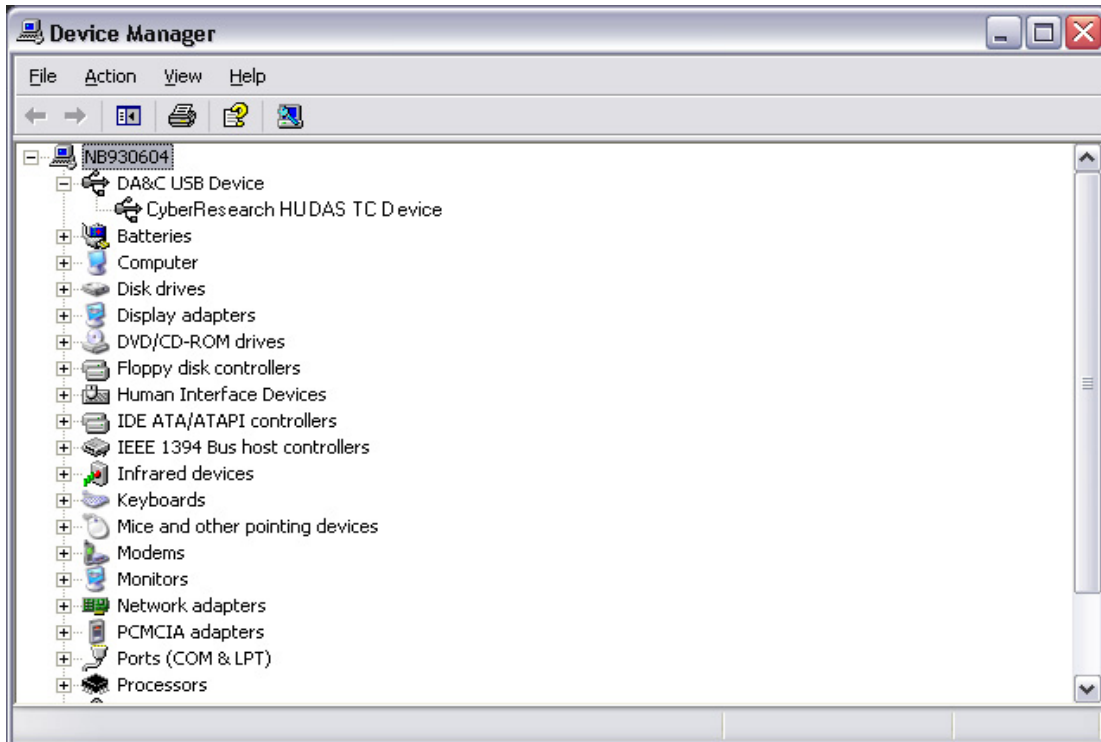 Device Manager
File Action View Help
NB930604
DA&C USB Device
CyberResearch HUDAS TC Device
Batteries
Computer
Disk drives
Display adapters
DVD/CD-ROM drives
Floppy disk controllers
Human Interface Devices
IDE ATA/ATAPI controllers
IEEE 1394 Bus host controllers
Infrared devices
Keyboards
Mice and other pointing devices
Modems
Monitors
Network adapters
PCMCIA adapters
Ports (COM & LPT)
Processors